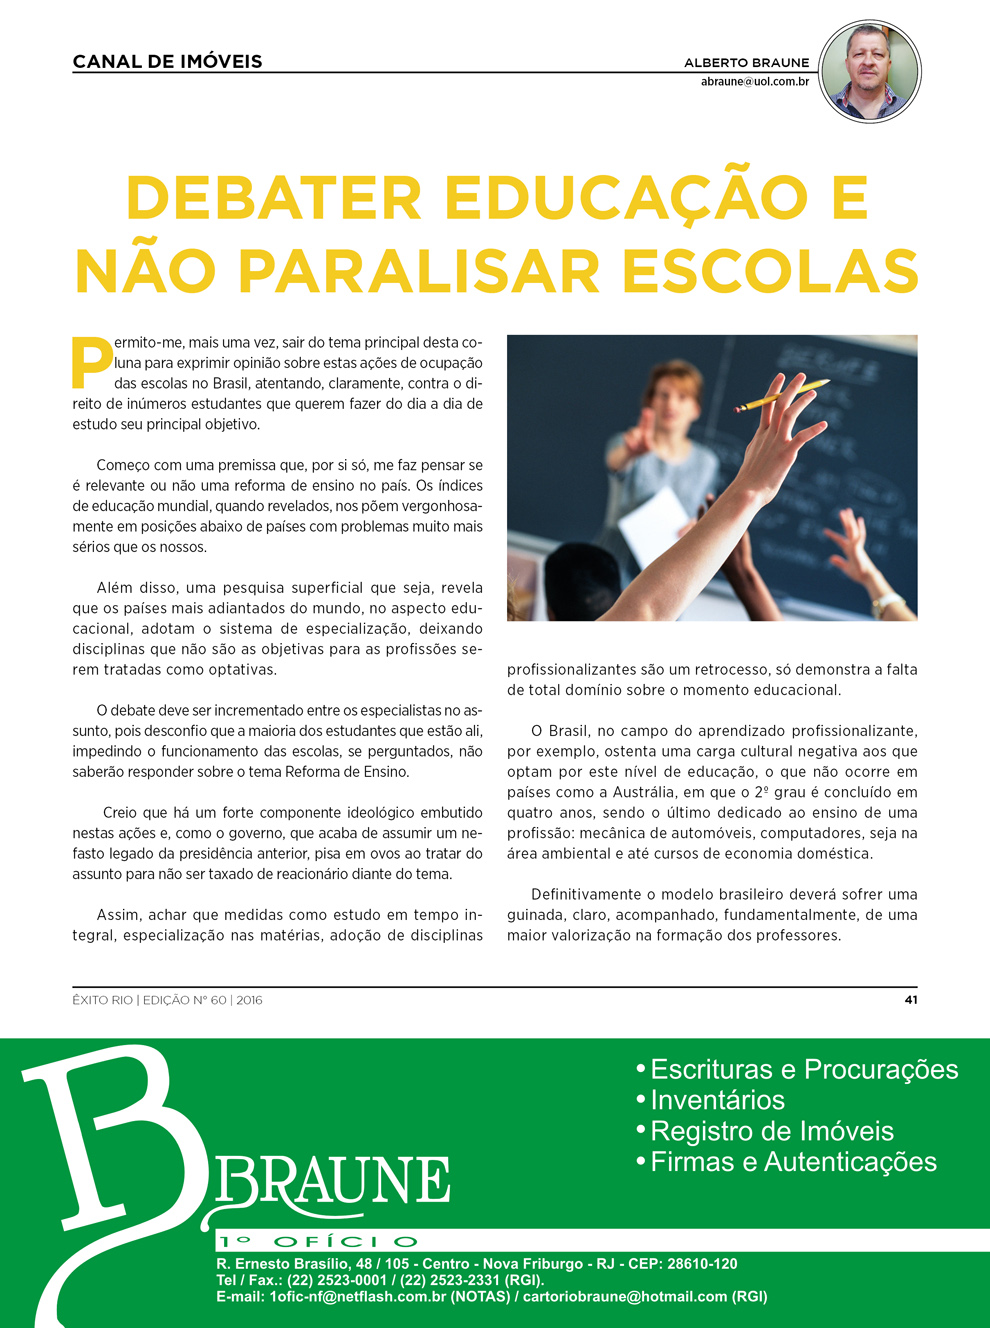 CANAL DE IMÓVEIS
ALBERTO BRAUNE
abraune@uol.com.br
DEBATER EDUCAÇÃO E
NÃO PARALISAR ESCOLAS
Permito-me, mais uma vez, sair do tema principal desta co-
luna para exprimir opinião sobre estas ações de ocupação
das escolas no Brasil, atentando, claramente, contra o di-
reito de inúmeros estudantes que querem fazer do dia a dia de
estudo seu principal objetivo.
Começo com uma premissa que, por si só, me faz pensar se
é relevante ou não uma reforma de ensino no país. Os índices
de educação mundial, quando revelados, nos põem vergonhosa-
mente em posições abaixo de países com problemas muito mais
sérios que os nossos.
Além disso, uma pesquisa superficial que seja, revela
que os países mais adiantados do mundo, no aspecto edu-
cacional, adotam o sistema de especialização, deixando
disciplinas que não são as objetivas para as profissões se-
rem tratadas como optativas.
O debate deve ser incrementado entre os especialistas no as-
sunto, pois desconfio que a maioria dos estudantes que estão ali,
impedindo o funcionamento das escolas, se perguntados, não
saberão responder sobre o tema Reforma de Ensino.
Creio que há um forte componente ideológico embutido
nestas ações e, como o governo, que acaba de assumir um ne-
fasto legado da presidência anterior, pisa em ovos ao tratar do
assunto para não ser taxado de reacionário diante do tema.
Assim, achar que medidas como estudo em tempo in-
tegral, especialização nas matérias, adoção de disciplinas
profissionalizantes são um retrocesso, só demonstra a falta
de total domínio sobre o momento educacional.
O Brasil, no campo do aprendizado profissionalizante,
por exemplo, ostenta uma carga cultural negativa aos que
optam por este nível de educação, o que não ocorre em
países como a Austrália, em que o 2º grau é concluído em
quatro anos, sendo o último dedicado ao ensino de uma
profissão: mecânica de automóveis, computadores, seja na
área ambiental e até cursos de economia doméstica.
Definitivamente o modelo brasileiro deverá sofrer uma
guinada, claro, acompanhado, fundamentalmente, de uma
maior valorização na formação dos professores.
ÊXITO RIO | EDIÇÃO N° 60 | 2016
41
B
BRAUNE
1º OFÍCIO
• Escrituras e Procurações
• Inventários
• Registro de Imóveis
• Firmas e Autenticações
R. Ernesto Brasílio, 48 / 105 - Centro - Nova Friburgo - RJ - CEP: 28610-120
Tel / Fax.: (22) 2523-0001 / (22) 2523-2331 (RGI).
E-mail: 1ofic-nf@netflash.com.br (NOTAS) / cartoriobraune@hotmail.com (RGI)